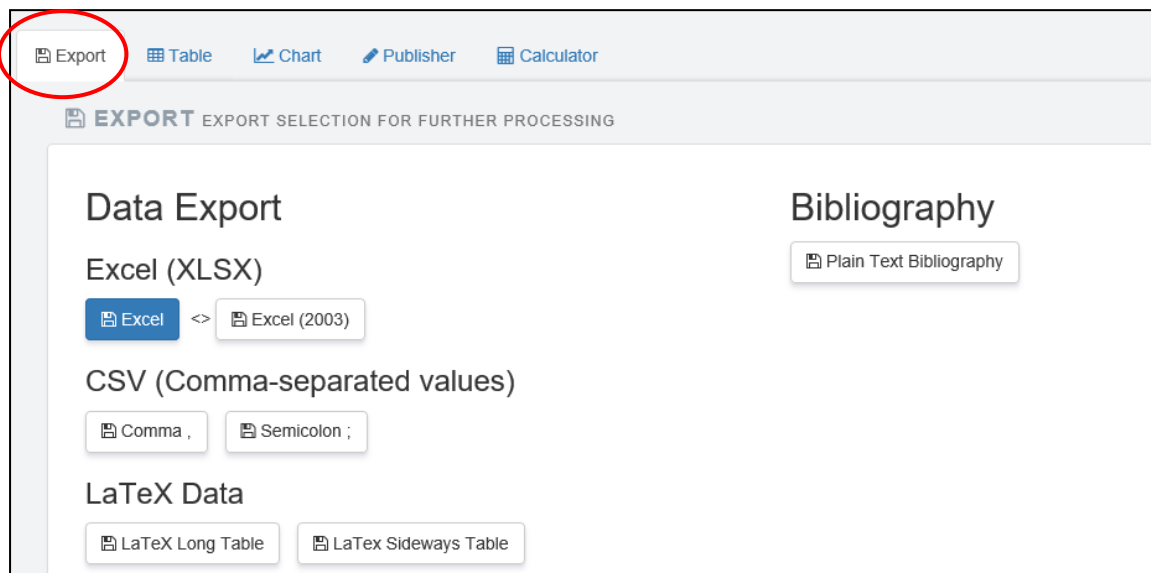 Export Table Chart Publisher Calculator
EXPORT EXPORT SELECTION FOR FURTHER PROCESSING
Data Export
Excel (XLSX)
Excel <> Excel (2003)
CSV (Comma-separated values)
Comma , Semicolon ;
LaTeX Data
LaTeX Long Table LaTex Sideways Table
Bibliography
Plain Text Bibliography